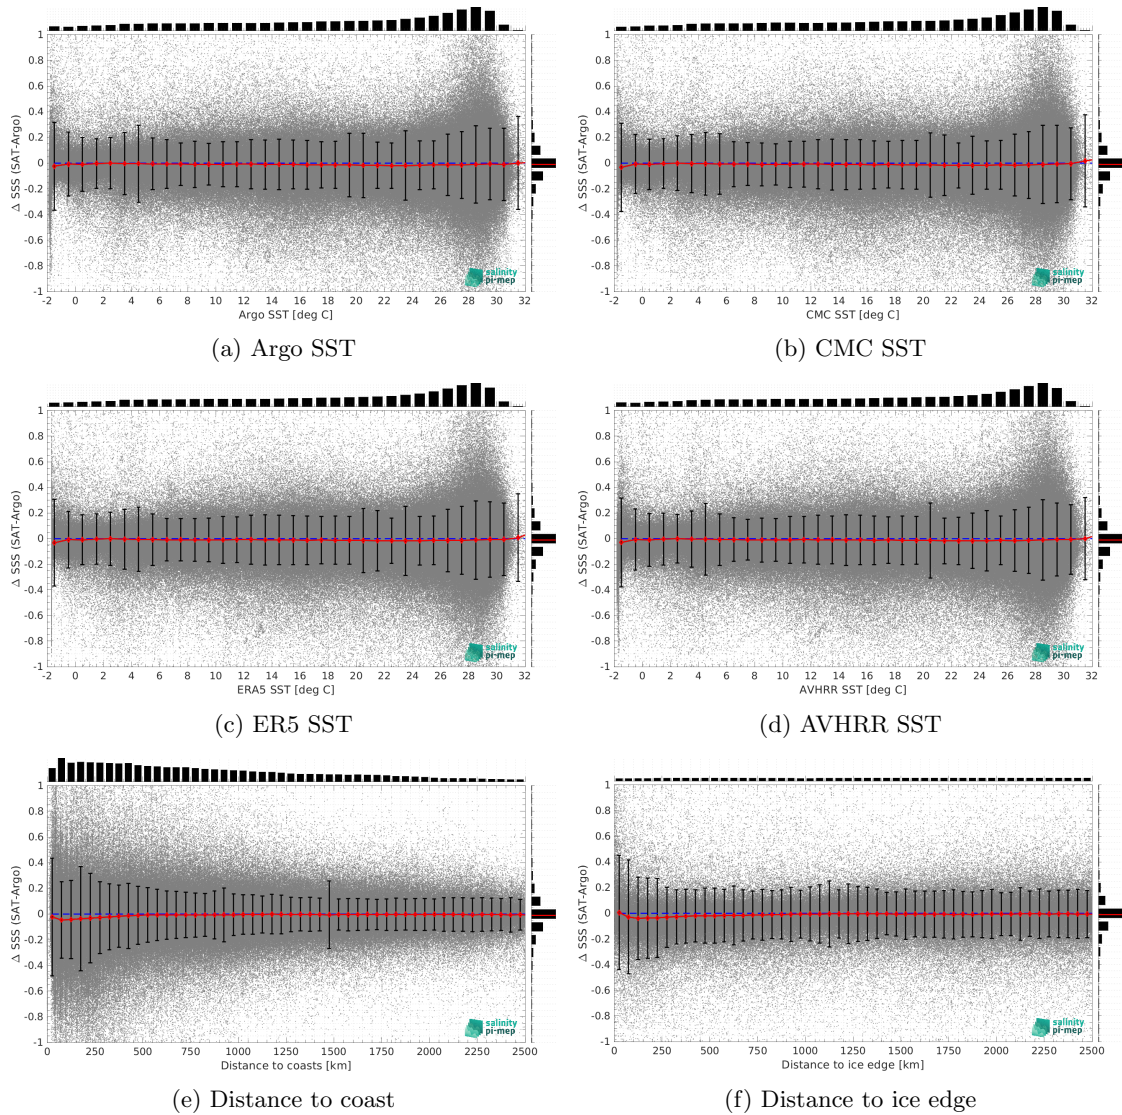 1
0.8
0.6
0.4
0.2
0
-0.2
-0.4
-0.6
-0.8
-1
Δ SSS (SAT-Argo)
salinity
pi-mep
-2 0 2 4 6 8 10 12 14 16 18 20 22 24 26 28 30 32
Argo SST [deg C]
(a) Argo SST
1
0.8
0.6
0.4
0.2
0
-0.2
-0.4
-0.6
-0.8
-1
Δ SSS (SAT-Argo)
salinity
pi-mep
-2 0 2 4 6 8 10 12 14 16 18 20 22 24 26 28 30 32
CMC SST [deg C]
(b) CMC SST
1
0.8
0.6
0.4
0.2
0
-0.2
-0.4
-0.6
-0.8
-1
Δ SSS (SAT-Argo)
salinity
pi-mep
-2 0 2 4 6 8 10 12 14 16 18 20 22 24 26 28 30 32
ERA5 SST [deg C]
(c) ER5 SST
1
0.8
0.6
0.4
0.2
0
-0.2
-0.4
-0.6
-0.8
-1
Δ SSS (SAT-Argo)
salinity
pi-mep
-2 0 2 4 6 8 10 12 14 16 18 20 22 24 26 28 30 32
AVHRR SST [deg C]
(d) AVHRR SST
1
0.8
0.6
0.4
0.2
0
-0.2
-0.4
-0.6
-0.8
-1
Δ SSS (SAT-Argo)
salinity
pi-mep
0 250 500 750 1000 1250 1500 1750 2000 2250 2500
Distance to coasts [km]
(e) Distance to coast
1
0.8
0.6
0.4
0.2
0
-0.2
-0.4
-0.6
-0.8
-1
Δ SSS (SAT-Argo)
salinity
pi-mep
0 250 500 750 1000 1250 1500 1750 2000 2250 2500
Distance to ice edge [km]
(f) Distance to ice edge